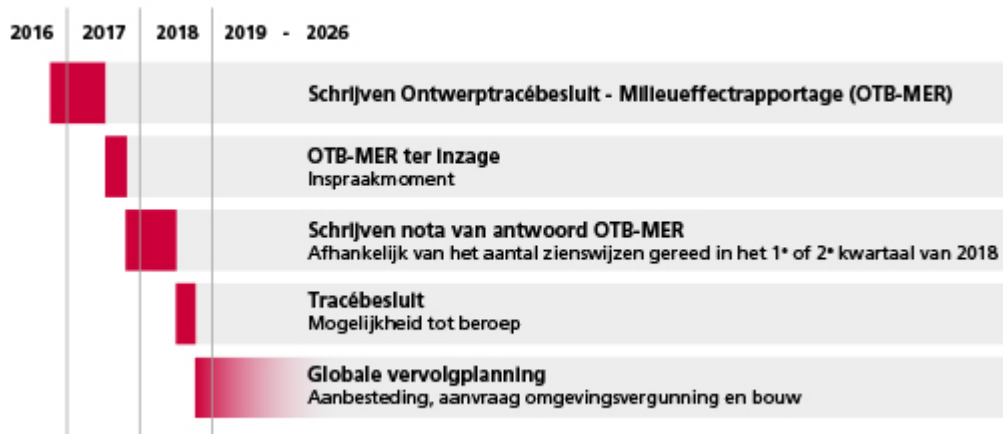 2016 2017 2018 2019 - 2026
Schrijven Ontwerptracébesluit - Milieueffectrapportage (OTB-MER)
OTB-MER ter inzage
Inspraakmoment
Schrijven nota van antwoord OTB-MER
Afhankelijk van het aantal zienswijzen gereed in het 1e of 2e kwartaal van 2018
Tracébesluit
Mogelijkheid tot beroep
Globale vervolgplanning
Aanbesteding, aanvraag omgevingsvergunning en bouw